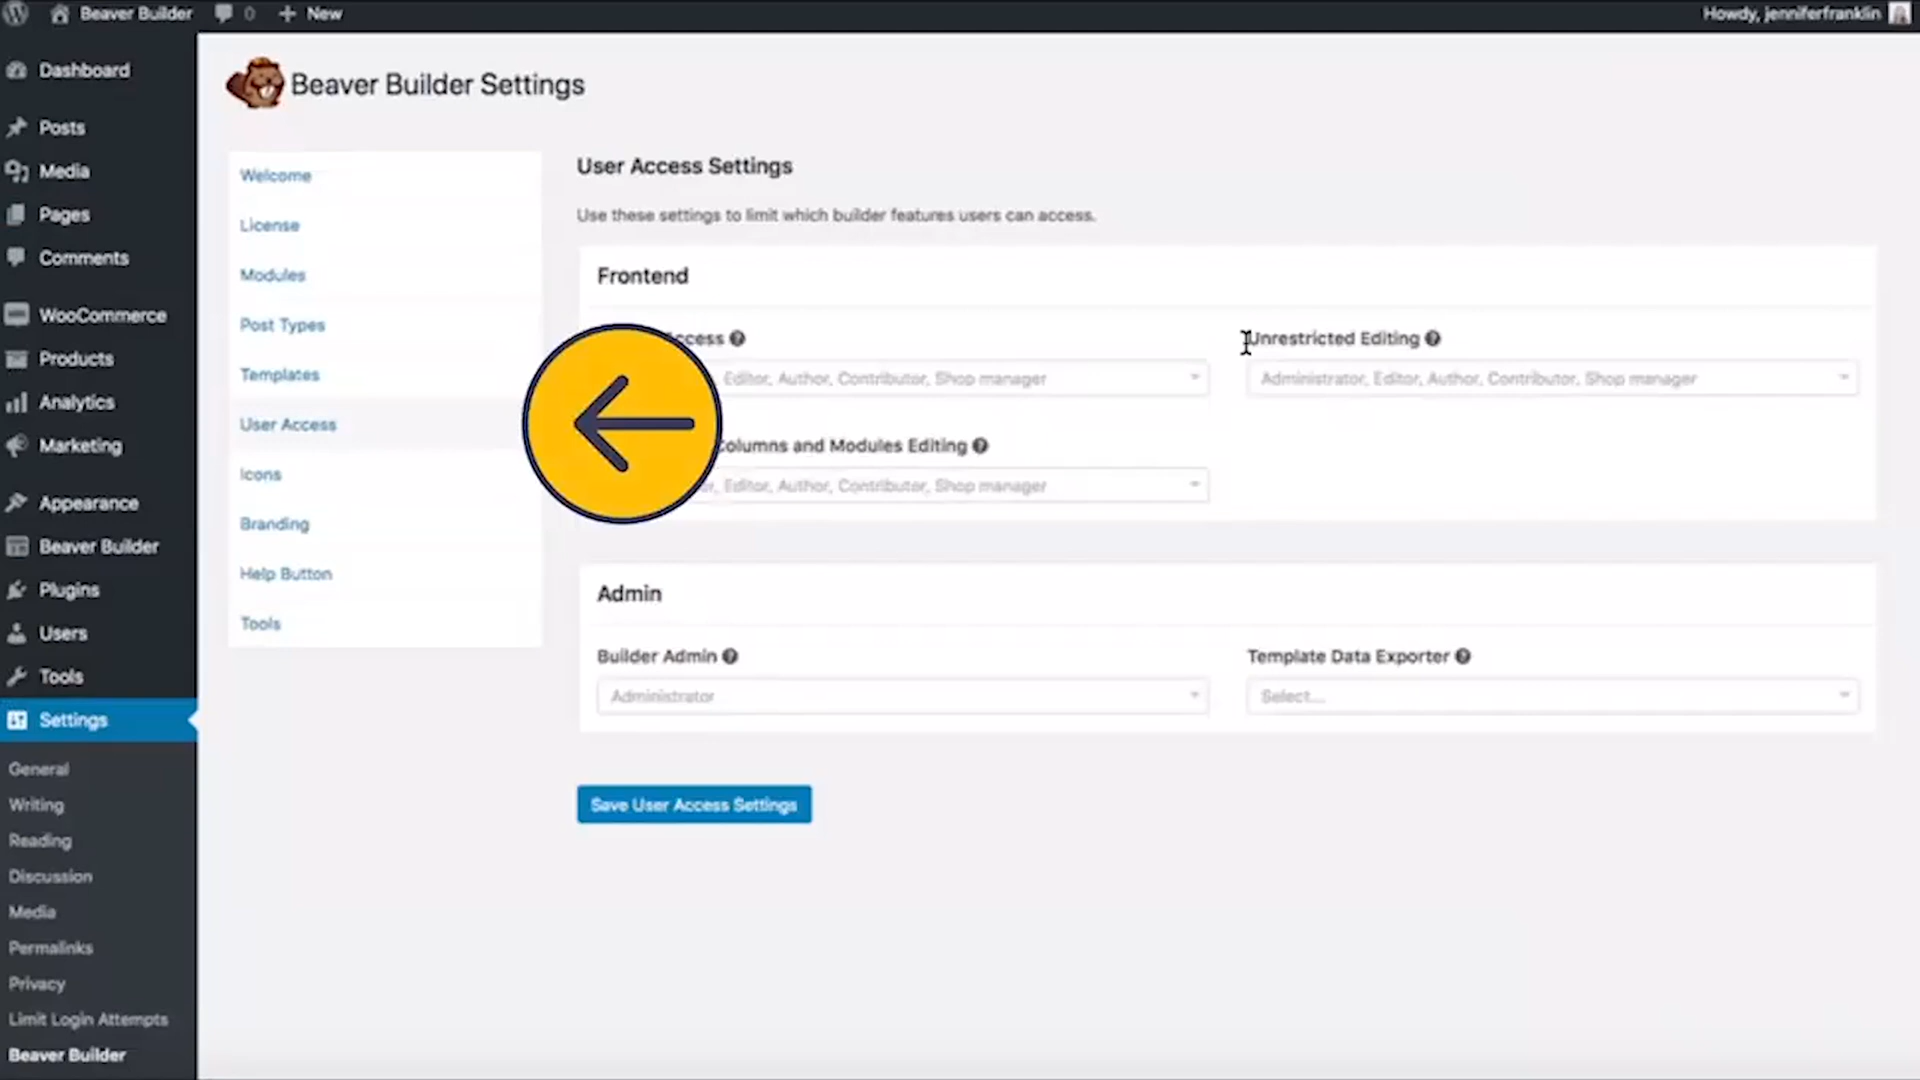 Beaver Builder 0 + New Howdy, jenniferfranklin
Dashboard
Posts
Media
Pages
Comments
WooCommerce
Products
Analytics
Marketing
Appearance
Beaver Builder
Plugins
Users
Tools
Settings
General
Writing
Reading
Discussion
Media
Permalinks
Privacy
Limit Login Attempts
Beaver Builder
Beaver Builder Settings
Welcome
License
Modules
Post Types
Templates
User Access
Icons
Branding
Help Button
Tools
User Access Settings
Use these settings to limit which builder features users can access.
Frontend
Unrestricted Editing
Editor, Author, Contributor, Shop manager
Administrator, Editor, Author, Contributor, Shop manager
and Modules Editing
Editor, Author, Contributor, Shop manager
Admin
Builder Admin
Administrator
Template Data Exporter
Select...
Save User Access Settings